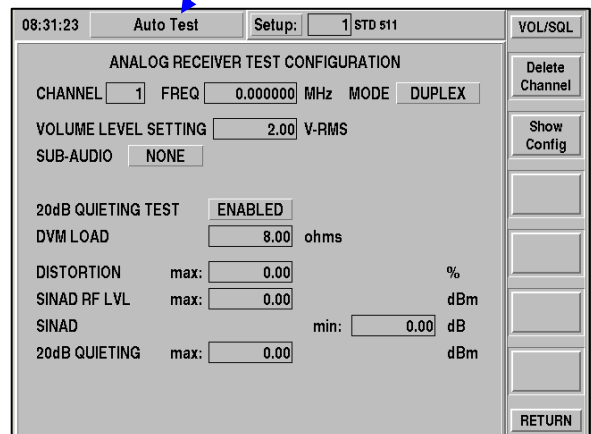 08:31:23 Auto Test Setup: 1 STD 511 VOL/SQL
ANALOG RECEIVER TEST CONFIGURATION
CHANNEL 1 FREQ 0.000000 MHz MODE DUPLEX
VOLUME LEVEL SETTING 2.00 V-RMS
SUB-AUDIO NONE
20dB QUIETING TEST ENABLED
DVM LOAD 8.00 ohms
DISTORTION max: 0.00 %
SINAD RF LVL max: 0.00 dBm
SINAD min: 0.00 dB
20dB QUIETING max: 0.00 dBm
Delete
Channel
Show
Config
RETURN